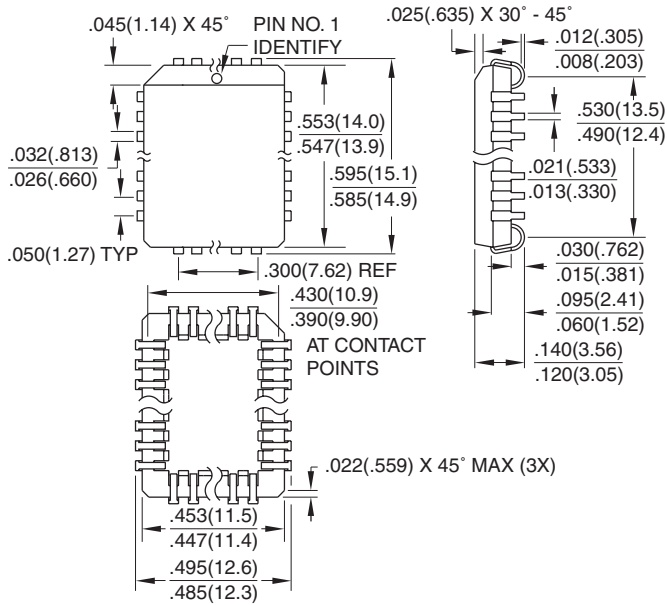 .045(1.14) X 45°
PIN NO. 1
IDENTIFY
.025(.635) X 30° - 45°
.012(.305)
.008(.203)
.530(13.5)
.490(12.4)
.553(14.0)
.547(13.9)
.032(.813)
.026(.660)
.595(15.1)
.585(14.9)
.021(.533)
.013(.330)
.050(1.27) TYP
.300(7.62) REF
.030(.762)
.015(.381)
.430(10.9)
.390(9.90)
AT CONTACT
POINTS
.095(2.41)
.060(1.52)
.140(3.56)
.120(3.05)
.022(.559) X 45° MAX (3X)
.453(11.5)
.447(11.4)
.495(12.6)
.485(12.3)